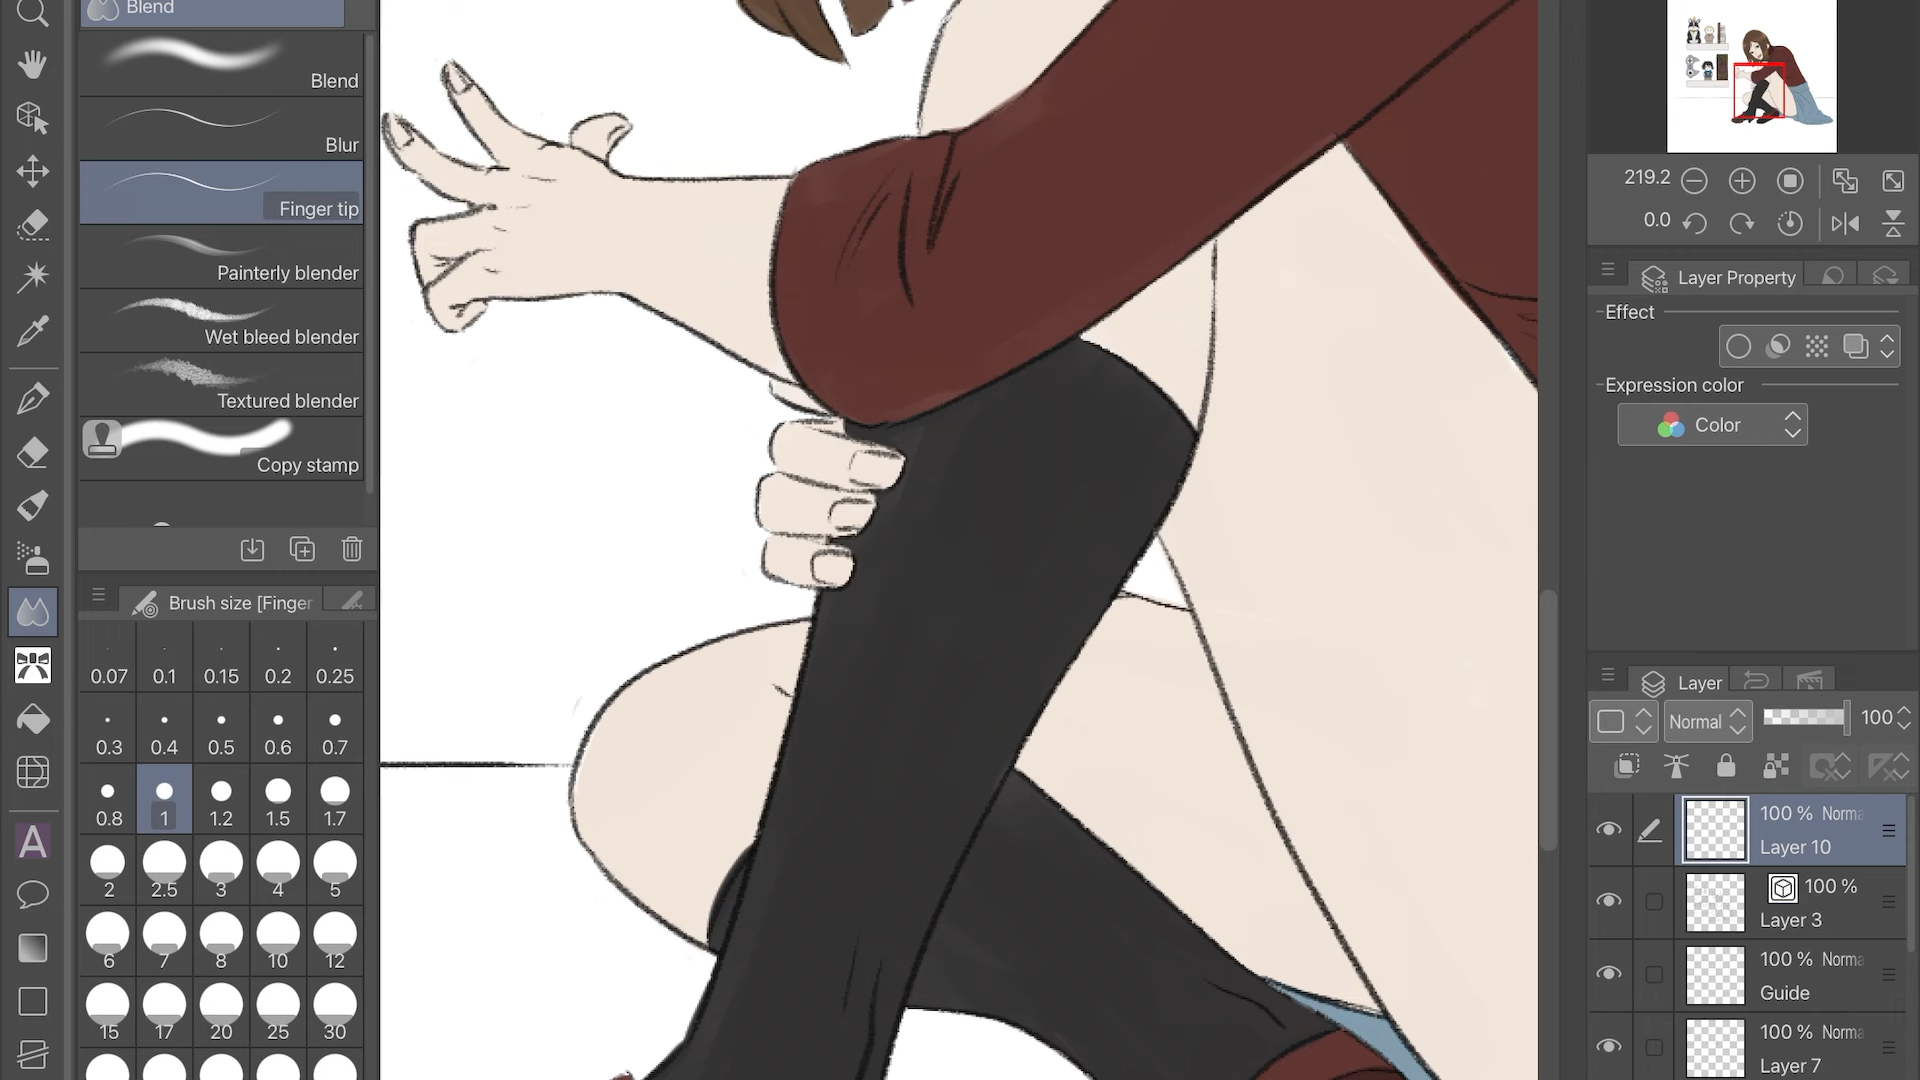 Blend
Blend
Blur
Finger tip
Painterly blender
Wet bleed blender
Textured blender
Copy stamp
Brush size [Finger
0.07 0.1 0.15 0.2 0.25
0.3 0.4 0.5 0.6 0.7
0.8 1 1.2 1.5 1.7
2 2.5 3 4 5
6 7 8 10 12
15 17 20 25 30
A
219.2
0.0
Layer Property
Effect
Expression color
Color
Layer
Normal 100
100 % Norma
Layer 10
100 %
Layer 3
100 % Norma
Guide
100 % Norma
Layer 7